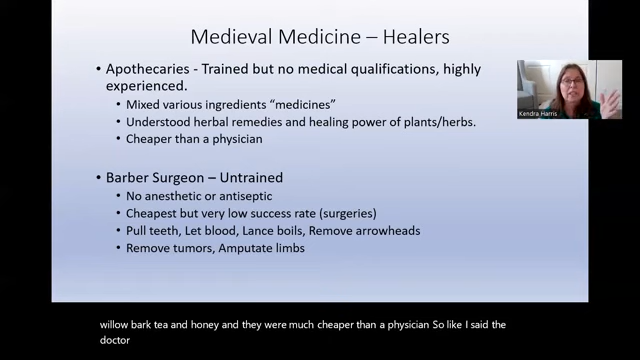 Medieval Medicine – Healers
• Apothecaries - Trained but no medical qualifications, highly
experienced.
• Mixed various ingredients “medicines”
• Understood herbal remedies and healing power of plants/herbs.
• Cheaper than a physician
• Barber Surgeon – Untrained
• No anesthetic or antiseptic
• Cheapest but very low success rate (surgeries)
• Pull teeth, Let blood, Lance boils, Remove arrowheads
• Remove tumors, Amputate limbs
Kendra Harris
willow bark tea and honey and they were much cheaper than a physician So like I said the
doctor